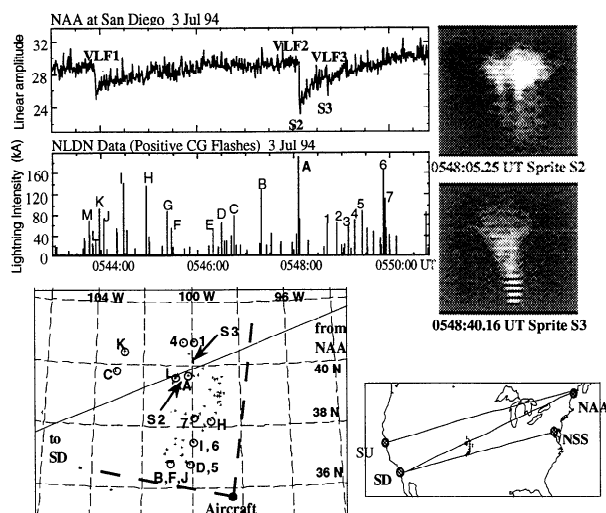 NAA at San Diego 3 Jul 94
Linear amplitude
32
28
24
VLF1
VLF2
VLF3
S3
S2
NLDN Data (Positive CG Flashes) 3 Jul 94
Lightning Intensity (kA)
160
120
80
40
0
M
L
K
J
I
H
G
F
E
D
C
B
A
1
2
3
4
5
6
7
0544:00
0546:00
0548:00
0550:00 UT
0548:05.25 UT Sprite S2
0548:40.16 UT Sprite S3
104 W
100 W
96 W
K
C
4
1
S3
from
NAA
40 N
L
A
S2
38 N
7
H
to
SD
I,6
36 N
B,F,J
D,5
Aircraft
NAA
NSS
SU
SD